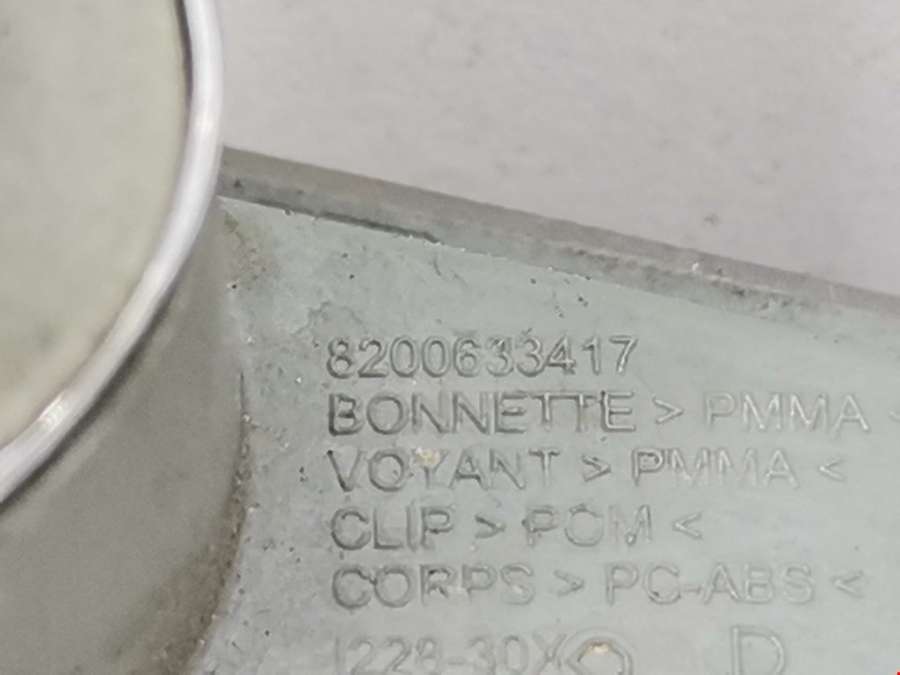 8200633417
BONNETTE > PMMA <
VOYANT > PMMA <
CLIP > POM <
CORPS > PC-ABS <
D